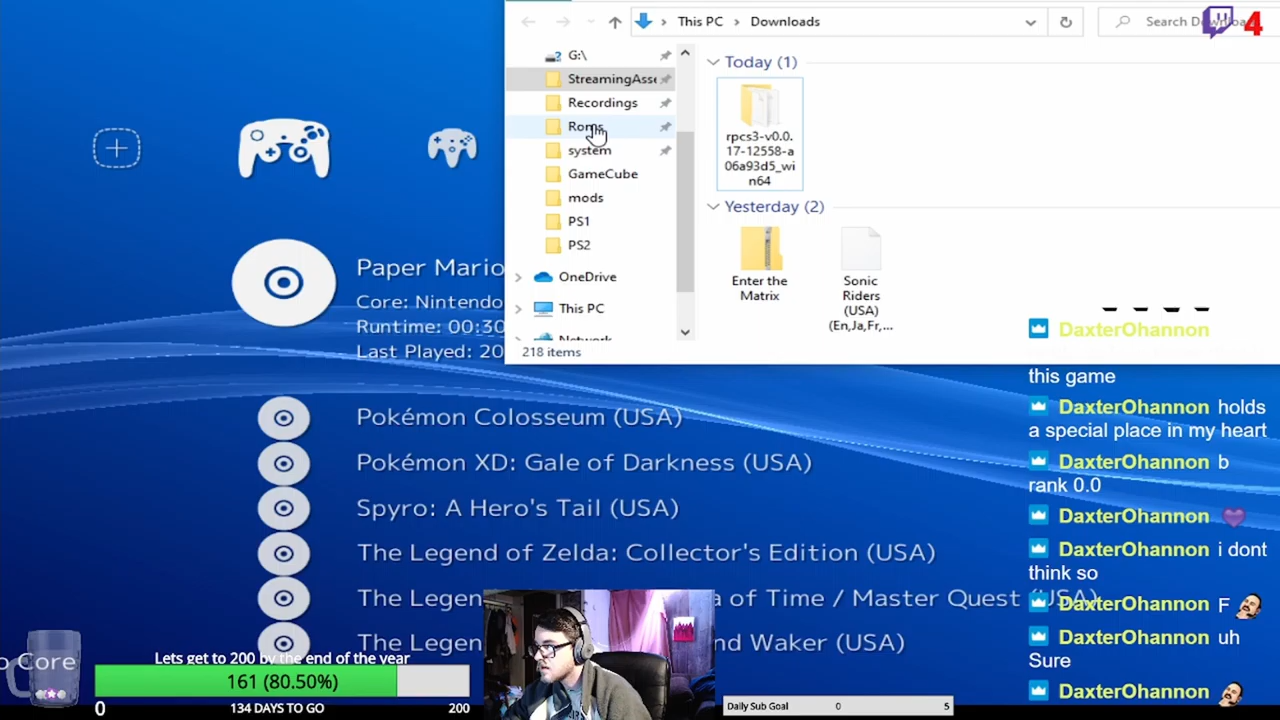 This PC > Downloads
Search
4
G:\
StreamingAsse
Recordings
Roms
system
GameCube
mods
PS1
PS2
OneDrive
This PC
Network
218 items
Today (1)
rpcs3-v0.0.
17-12558-a
06a93d5_wi
n64
Yesterday (2)
Enter the
Matrix
Sonic
Riders
(USA)
(En,Ja,Fr,...
Paper Mario
Core: Nintendo
Runtime: 00:30
Last Played: 20
Pokémon Colosseum (USA)
Pokémon XD: Gale of Darkness (USA)
Spyro: A Hero's Tail (USA)
The Legend of Zelda: Collector's Edition (USA)
The Legen a of Time / Master Quest (USA)
The Legen nd Waker (USA)
DaxterOhannon
this game
DaxterOhannon holds
a special place in my heart
DaxterOhannon b
rank 0.0
DaxterOhannon
DaxterOhannon i dont
think so
DaxterOhannon F
DaxterOhannon uh
Sure
DaxterOhannon
o Core
Lets get to 200 by the end of the year
161 (80.50%)
0 134 DAYS TO GO 200
Daily Sub Goal 0 5